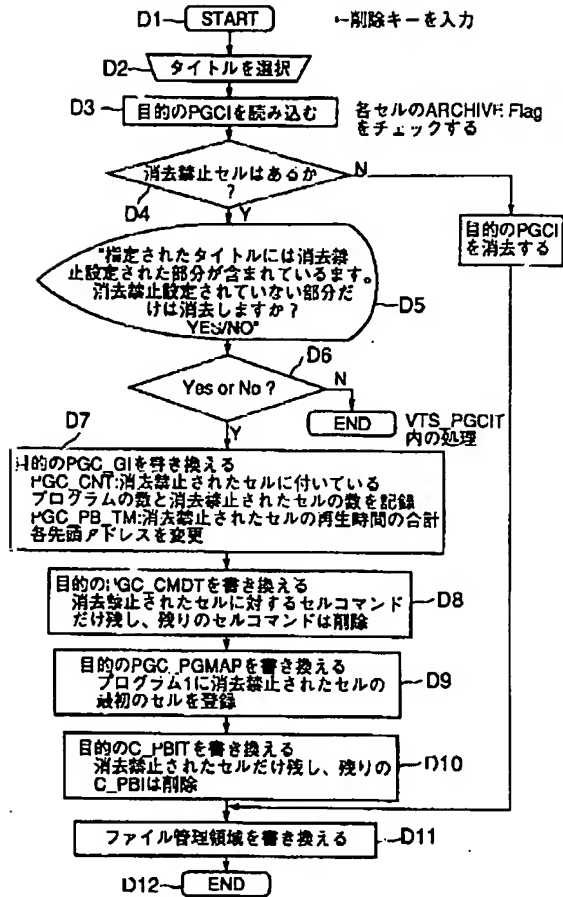 D1 START ←削除キーを入力
D2 タイトルを選択
D3 目的のPGCIを読み込む
各セルのARCHIVE Flag
をチェックする
消去禁止セルはあるか
?
D4
N
Y
目的のPGCI
を消去する
"指定されたタイトルには消去禁
止設定された部分が含まれているます。
消去禁止設定されていない部分だ
けは消去しますか?
YES/NO"
D5
D6
Yes or No ?
N
Y
END
VTS_PGCIT
内の処理
D7
目的のPGC_GIを書き換える
PGC_CNT:消去禁止されたセルに付いている
プログラムの数と消去禁止されたセルの数を記録
PGC_PB_TM:消去禁止されたセルの再生時間の合計
各先頭アドレスを変更
目的のPGC_CMDTを書き換える
消去禁止されたセルに対するセルコマンド
だけ残し、残りのセルコマンドは削除
D8
目的のPGC_PGMAPを書き換える
プログラム1に消去禁止されたセルの
最初のセルを登録
D9
目的のC_PBITを書き換える
消去禁止されたセルだけ残し、残りの
C_PBIは削除
D10
ファイル管理領域を書き換える
D11
D12 END